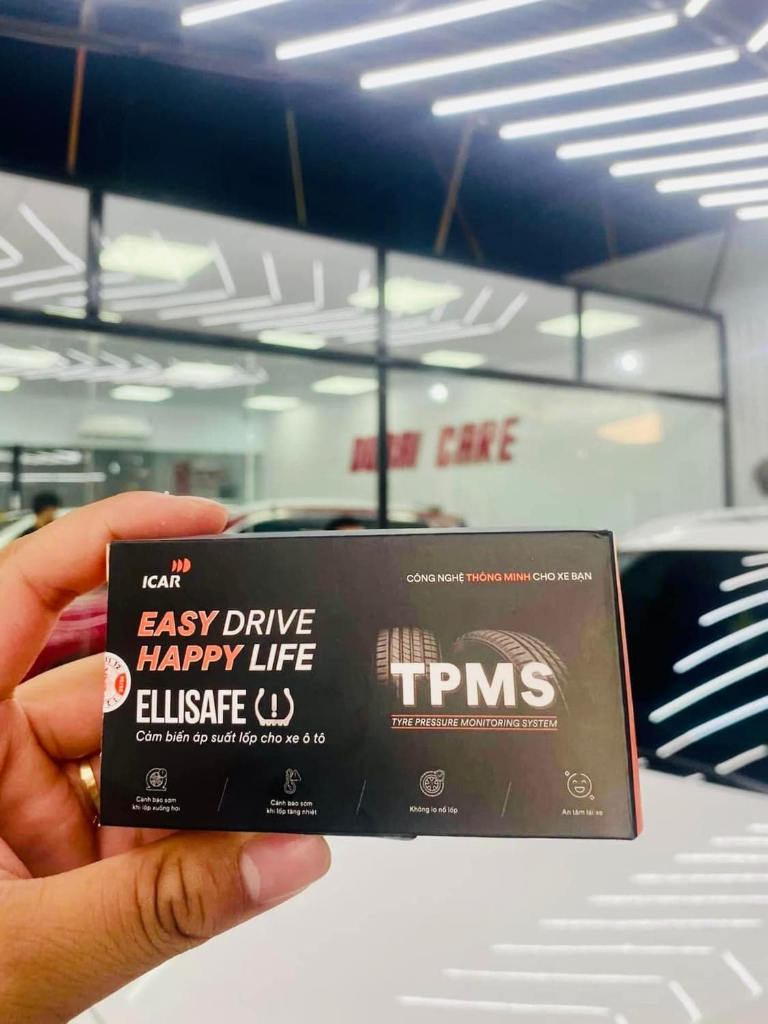 DUBAI CARE
ICAR
CÔNG NGHỆ THÔNG MINH CHO XE BẠN
EASY DRIVE
HAPPY LIFE
ELLISAFE
Cảm biến áp suất lốp cho xe ô tô
TPMS
TYRE PRESSURE MONITORING SYSTEM
Cảnh báo sớm
khi lốp xuống hơi
Cảnh báo sớm
khi lốp tăng nhiệt
Không lo nổ lốp
An tâm lái xe